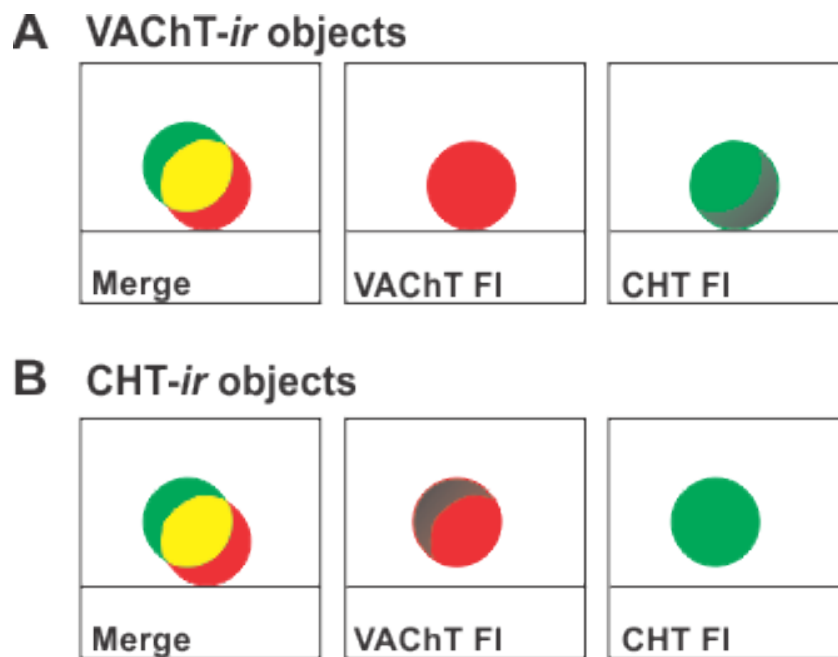 A VAChT-ir objects
Merge
VAChT FI
CHT FI
B CHT-ir objects
Merge
VAChT FI
CHT FI